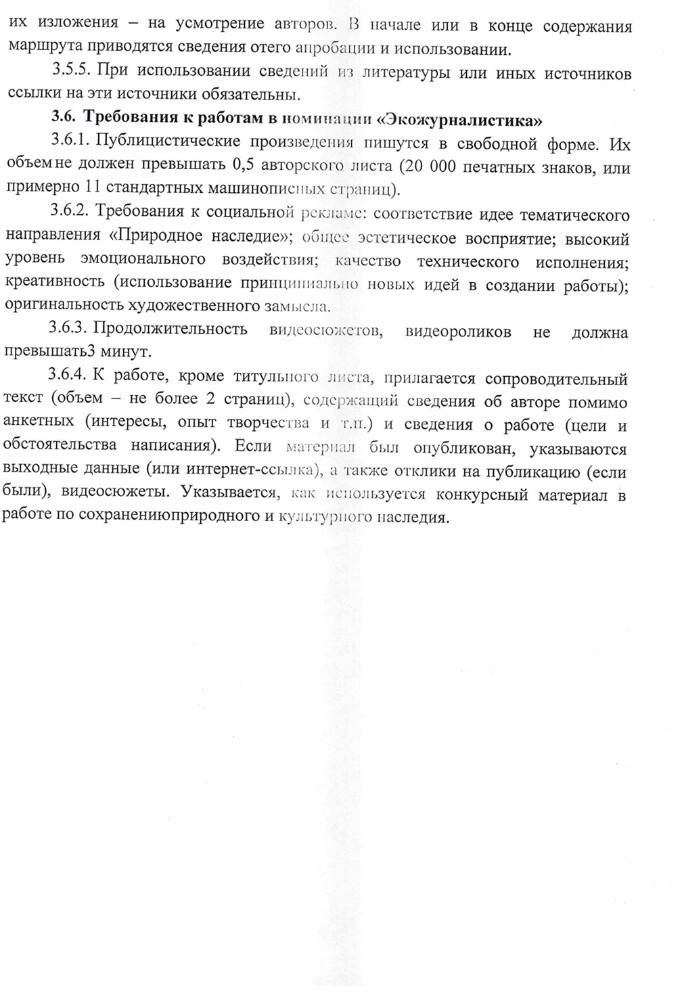 их изложения – на усмотрение авторов. В начале или в конце содержания
маршрута приводятся сведения отего апробации и использовании.
3.5.5. При использовании сведений из литературы или иных источников
ссылки на эти источники обязательны.
3.6. Требования к работам в номинации «Экожурналистика»
3.6.1. Публицистические произведения пишутся в свободной форме. Их
объемне должен превышать 0,5 авторского листа (20 000 печатных знаков, или
примерно 11 стандартных машинописных страниц).
3.6.2. Требования к социальной рекламе: соответствие идее тематического
направления «Природное наследие»; общее эстетическое восприятие; высокий
уровень эмоционального воздействия; качество технического исполнения;
креативность (использование принципиально новых идей в создании работы);
оригинальность художественного замысла.
3.6.3. Продолжительность видеосюжетов, видеороликов не должна
превышать3 минут.
3.6.4. К работе, кроме титульного листа, прилагается сопроводительный
текст (объем – не более 2 страниц), содержащий сведения об авторе помимо
анкетных (интересы, опыт творчества и т.п.) и сведения о работе (цели и
обстоятельства написания). Если материал был опубликован, указываются
выходные данные (или интернет-ссылка), а также отклики на публикацию (если
были), видеосюжеты. Указывается, как используется конкурсный материал в
работе по сохранениюприродного и культурного наследия.